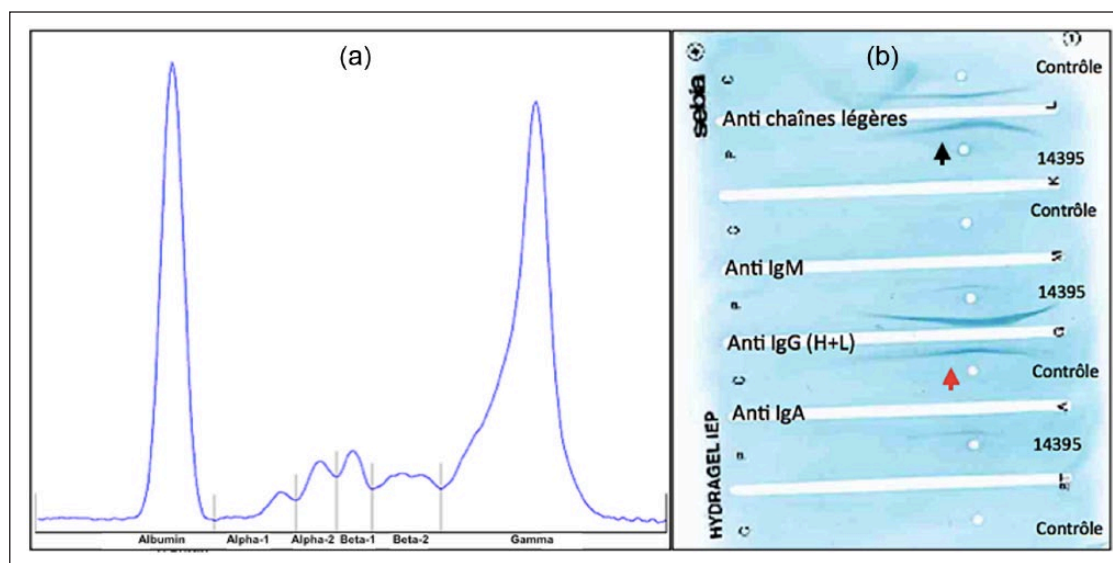 (a)
Albumin
Alpha-1
Alpha-2
Beta-1
Beta-2
Gamma
(b)
sebia
HYDRAGEL IEP
1
Contrôle
C
L
Anti chaînes légères
14395
P
K
Contrôle
C
M
Anti IgM
14395
P
G
Anti IgG (H+L)
Contrôle
C
A
Anti IgA
14395
P
C
Contrôle